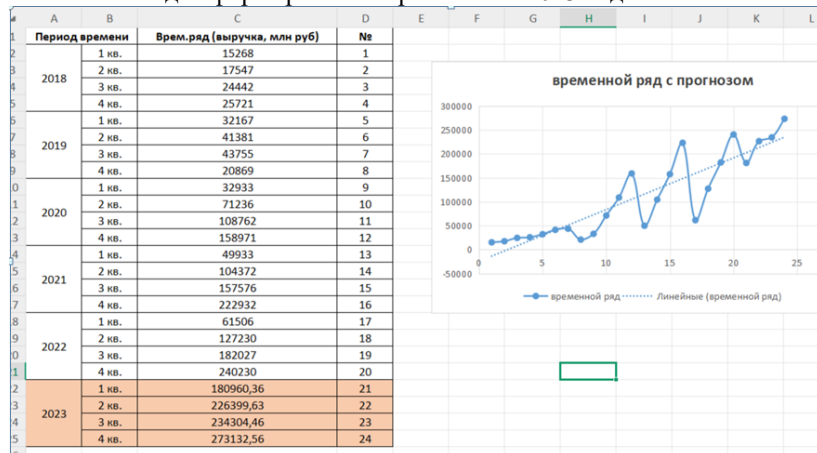 A B C D E F G H I J K L
Период времени Врем.ряд (выручка, млн руб) №
2018 1 кв. 15268 1
2 кв. 17547 2
3 кв. 24442 3
4 кв. 25721 4
2019 1 кв. 32167 5
2 кв. 41381 6
3 кв. 43755 7
4 кв. 20869 8
2020 1 кв. 32933 9
2 кв. 71236 10
3 кв. 108762 11
4 кв. 158971 12
2021 1 кв. 49933 13
2 кв. 104372 14
3 кв. 157576 15
4 кв. 222932 16
2022 1 кв. 61506 17
2 кв. 127230 18
3 кв. 182027 19
4 кв. 240230 20
2023 1 кв. 180960,36 21
2 кв. 226399,63 22
3 кв. 234304,46 23
4 кв. 273132,56 24
временной ряд с прогнозом
300000
250000
200000
150000
100000
50000
0
-50000
0 5 10 15 20 25
временной ряд Линейные (временной ряд)